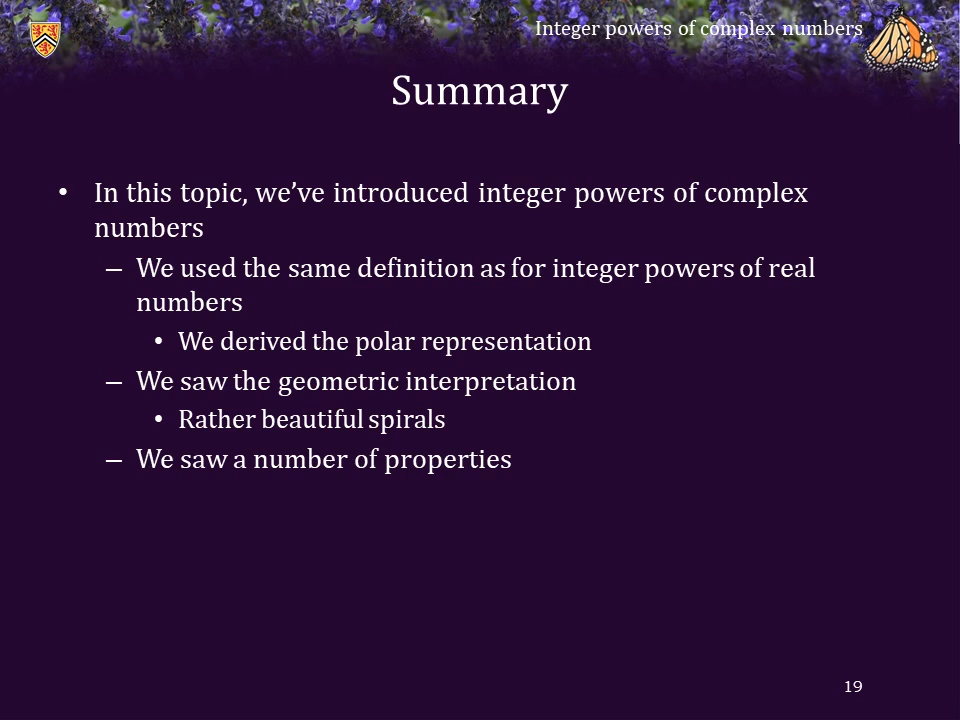 Integer powers of complex numbers
Summary
• In this topic, we’ve introduced integer powers of complex
numbers
– We used the same definition as for integer powers of real
numbers
• We derived the polar representation
– We saw the geometric interpretation
• Rather beautiful spirals
– We saw a number of properties
19